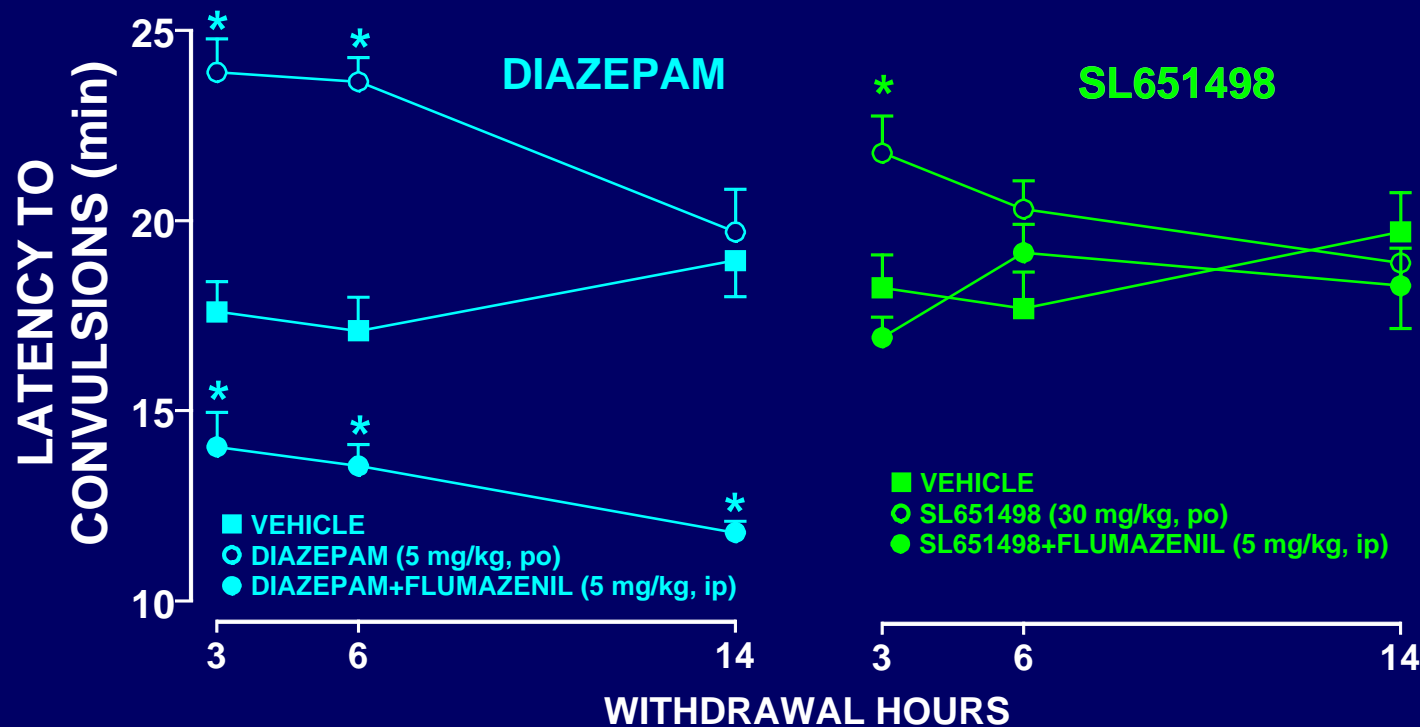 DIAZEPAM
SL651498
LATENCY TO
CONVULSIONS (min)
25
20
15
10
*
*
*
*
*
*
VEHICLE
DIAZEPAM (5 mg/kg, po)
DIAZEPAM+FLUMAZENIL (5 mg/kg, ip)
VEHICLE
SL651498 (30 mg/kg, po)
SL651498+FLUMAZENIL (5 mg/kg, ip)
3 6 14
3 6 14
WITHDRAWAL HOURS